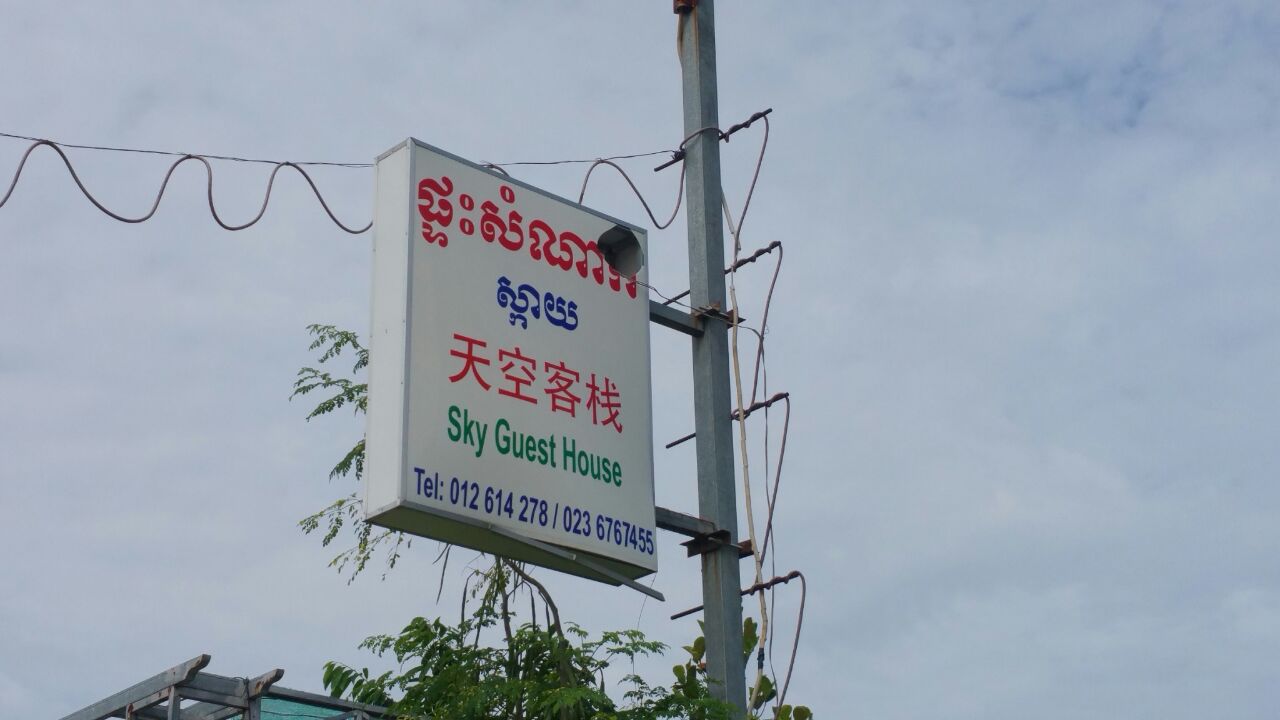 ផ្ទះសំណាក់
ស្កាយ
天空客栈
Sky Guest House
Tel: 012 614 278 / 023 6767455